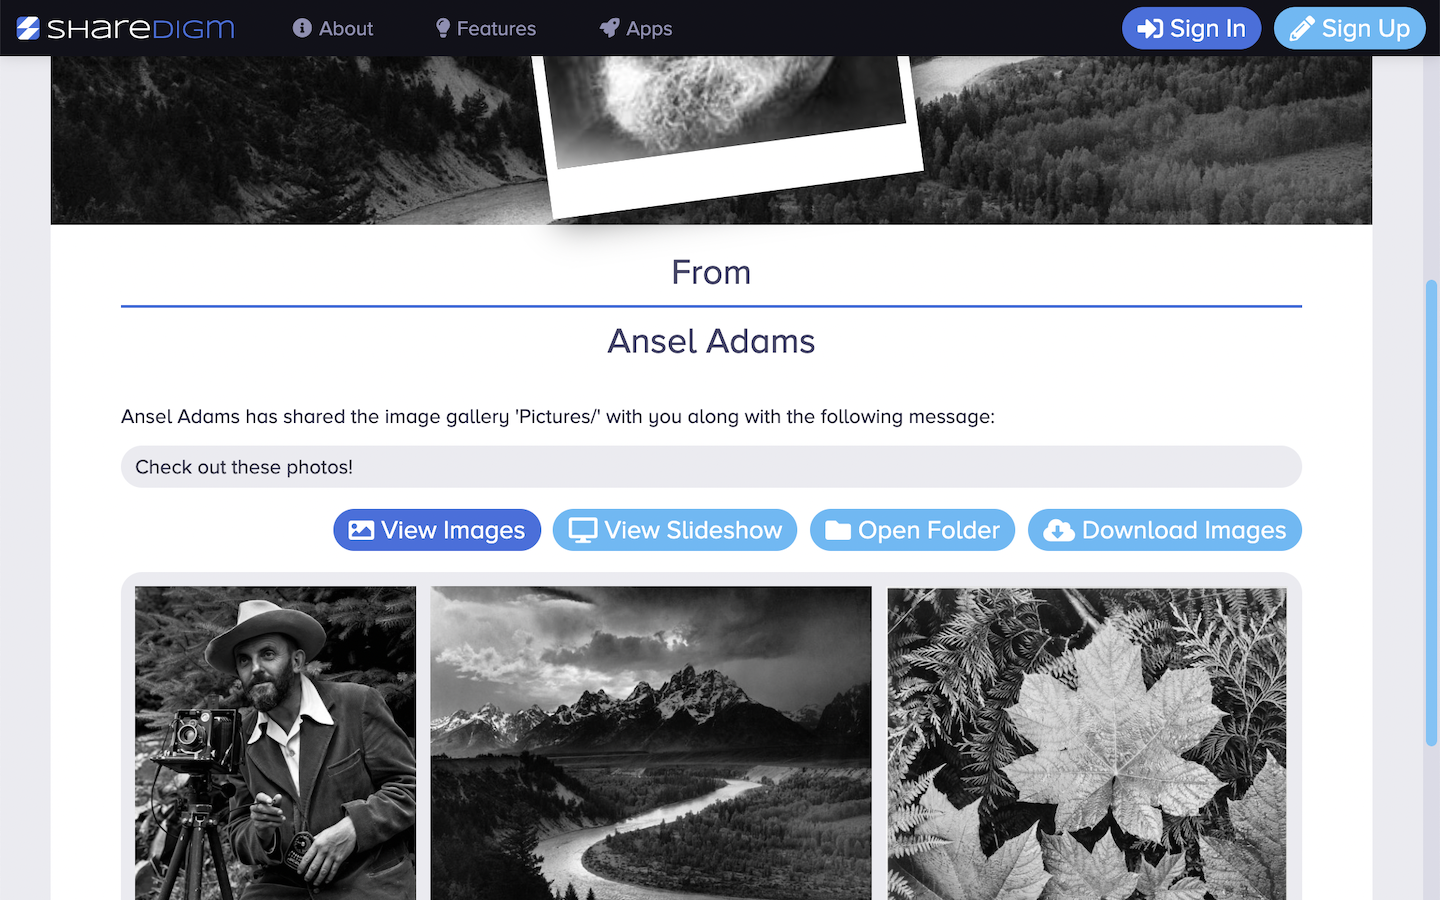 SHAREDIGM
About
Features
Apps
Sign In
Sign Up
From
Ansel Adams
Ansel Adams has shared the image gallery 'Pictures/' with you along with the following message:
Check out these photos!
View Images
View Slideshow
Open Folder
Download Images